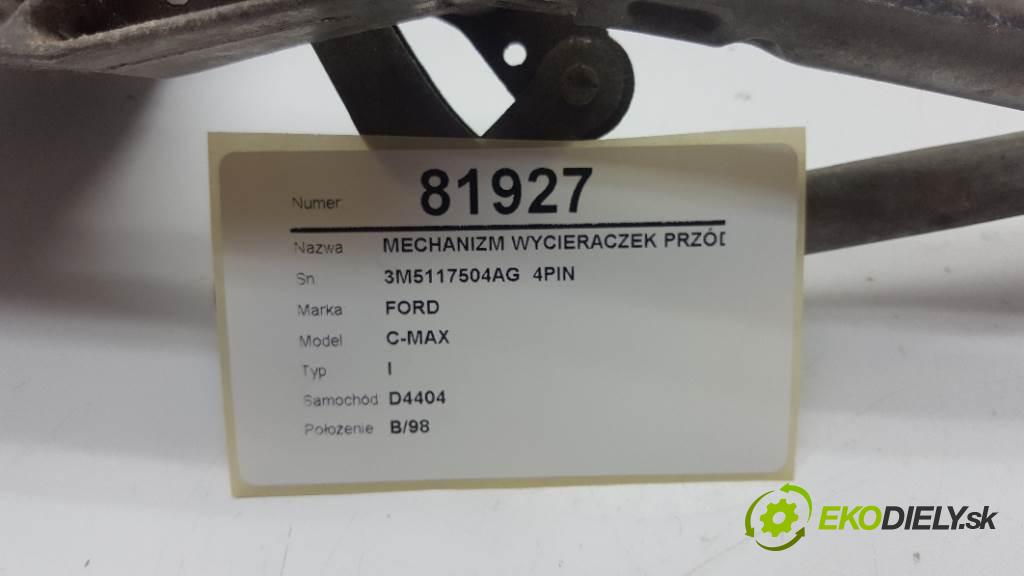 Numer 81927
Nazwa MECHANIZM WYCIERACZEK PRZÓD
Sn 3M5117504AG 4PIN
Marka FORD
Model C-MAX
Typ I
Samochód D4404
Położenie B/98
EKODIELY.sk